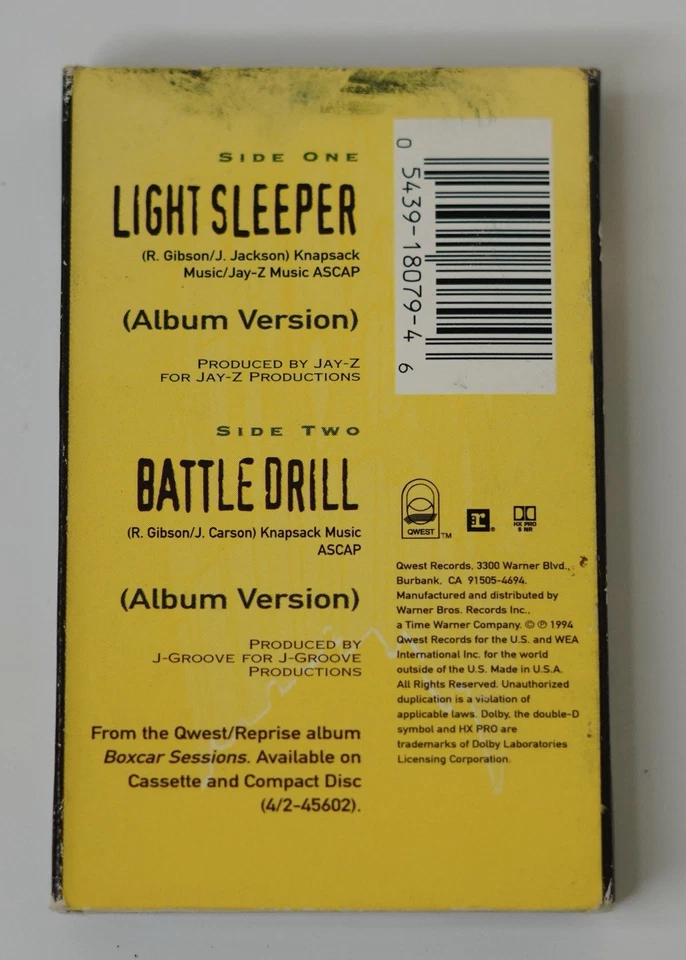 SIDE ONE
LIGHT SLEEPER
(R. Gibson/J. Jackson) Knapsack
Music/Jay-Z Music ASCAP
(Album Version)
PRODUCED BY JAY-Z
FOR JAY-Z PRODUCTIONS
SIDE TWO
BATTLE DRILL
(R. Gibson/J. Carson) Knapsack Music
ASCAP
(Album Version)
PRODUCED BY
J-GROOVE FOR J-GROOVE
PRODUCTIONS
From the Qwest/Reprise album
Boxcar Sessions. Available on
Cassette and Compact Disc
(4/2-45602).
0 5439-18079-4 6
QWEST TM
r ®
HX PRO
B NR
Qwest Records, 3300 Warner Blvd.,
Burbank, CA 91505-4694.
Manufactured and distributed by
Warner Bros. Records Inc.,
a Time Warner Company. © ℗ 1994
Qwest Records for the U.S. and WEA
International Inc. for the world
outside of the U.S. Made in U.S.A.
All Rights Reserved. Unauthorized
duplication is a violation of
applicable laws. Dolby, the double-D
symbol and HX PRO are
trademarks of Dolby Laboratories
Licensing Corporation.